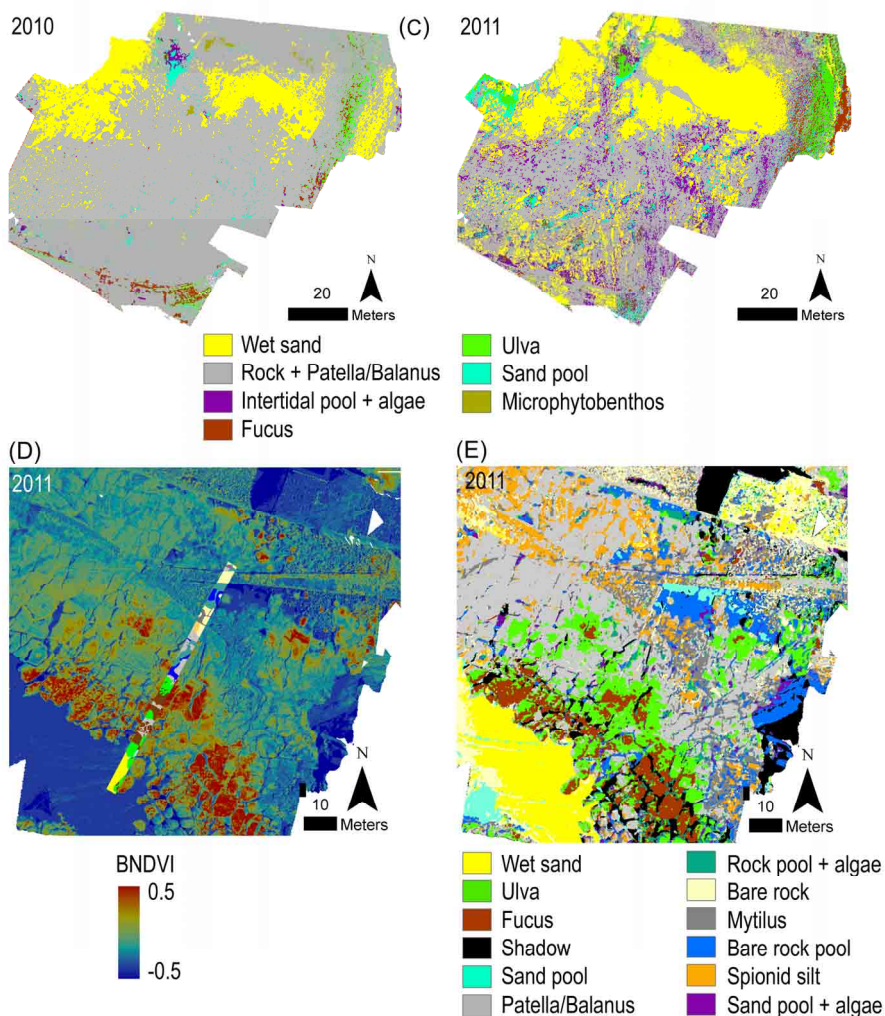 2010
(C)
2011
N
20
Meters
N
20
Meters
Wet sand
Rock + Patella/Balanus
Intertidal pool + algae
Fucus
Ulva
Sand pool
Microphytobenthos
(D)
2011
N
10
Meters
BNDVI
0.5
-0.5
(E)
2011
N
10
Meters
Wet sand
Ulva
Fucus
Shadow
Sand pool
Patella/Balanus
Rock pool + algae
Bare rock
Mytilus
Bare rock pool
Spionid silt
Sand pool + algae